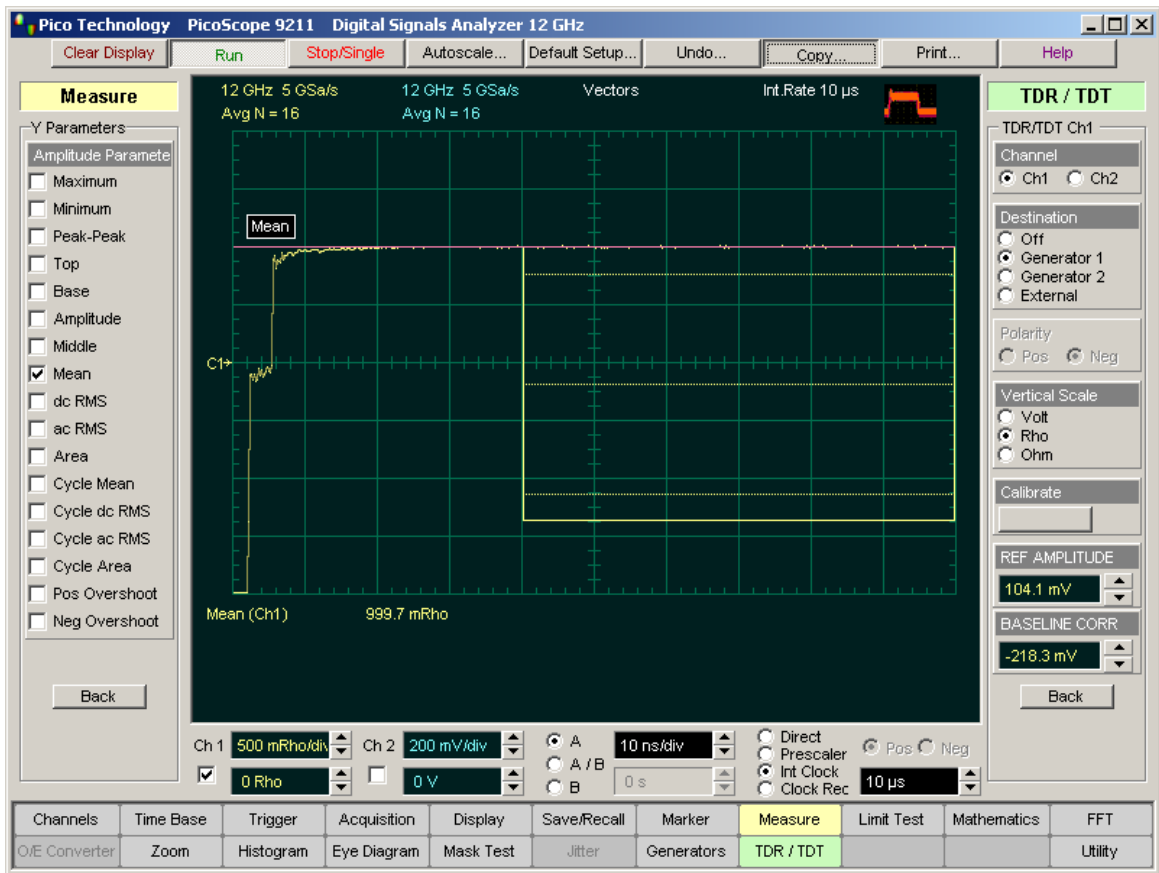 Pico Technology PicoScope 9211 Digital Signals Analyzer 12 GHz
Clear Display Run Stop/Single Autoscale... Default Setup... Undo... Copy... Print... Help
Measure
Y Parameters
Amplitude Paramete
Maximum
Minimum
Peak-Peak
Top
Base
Amplitude
Middle
Mean
dc RMS
ac RMS
Area
Cycle Mean
Cycle dc RMS
Cycle ac RMS
Cycle Area
Pos Overshoot
Neg Overshoot
Back
12 GHz 5 GSa/s 12 GHz 5 GSa/s Vectors Int.Rate 10 µs
Avg N = 16 Avg N = 16
Mean
C1
Mean (Ch1) 999.7 mRho
TDR / TDT
TDR/TDT Ch1
Channel
Ch1 Ch2
Destination
Off
Generator 1
Generator 2
External
Polarity
Pos Neg
Vertical Scale
Volt
Rho
Ohm
Calibrate
REF AMPLITUDE
104.1 mV
BASELINE CORR
-218.3 mV
Back
Ch 1 500 mRho/div Ch 2 200 mV/div A 10 ns/div Direct
A / B Prescaler Pos Neg
0 Rho 0 V B 0 s Int Clock 10 µs
Clock Rec
Channels Time Base Trigger Acquisition Display Save/Recall Marker Measure Limit Test Mathematics FFT
O/E Converter Zoom Histogram Eye Diagram Mask Test Jitter Generators TDR / TDT Utility